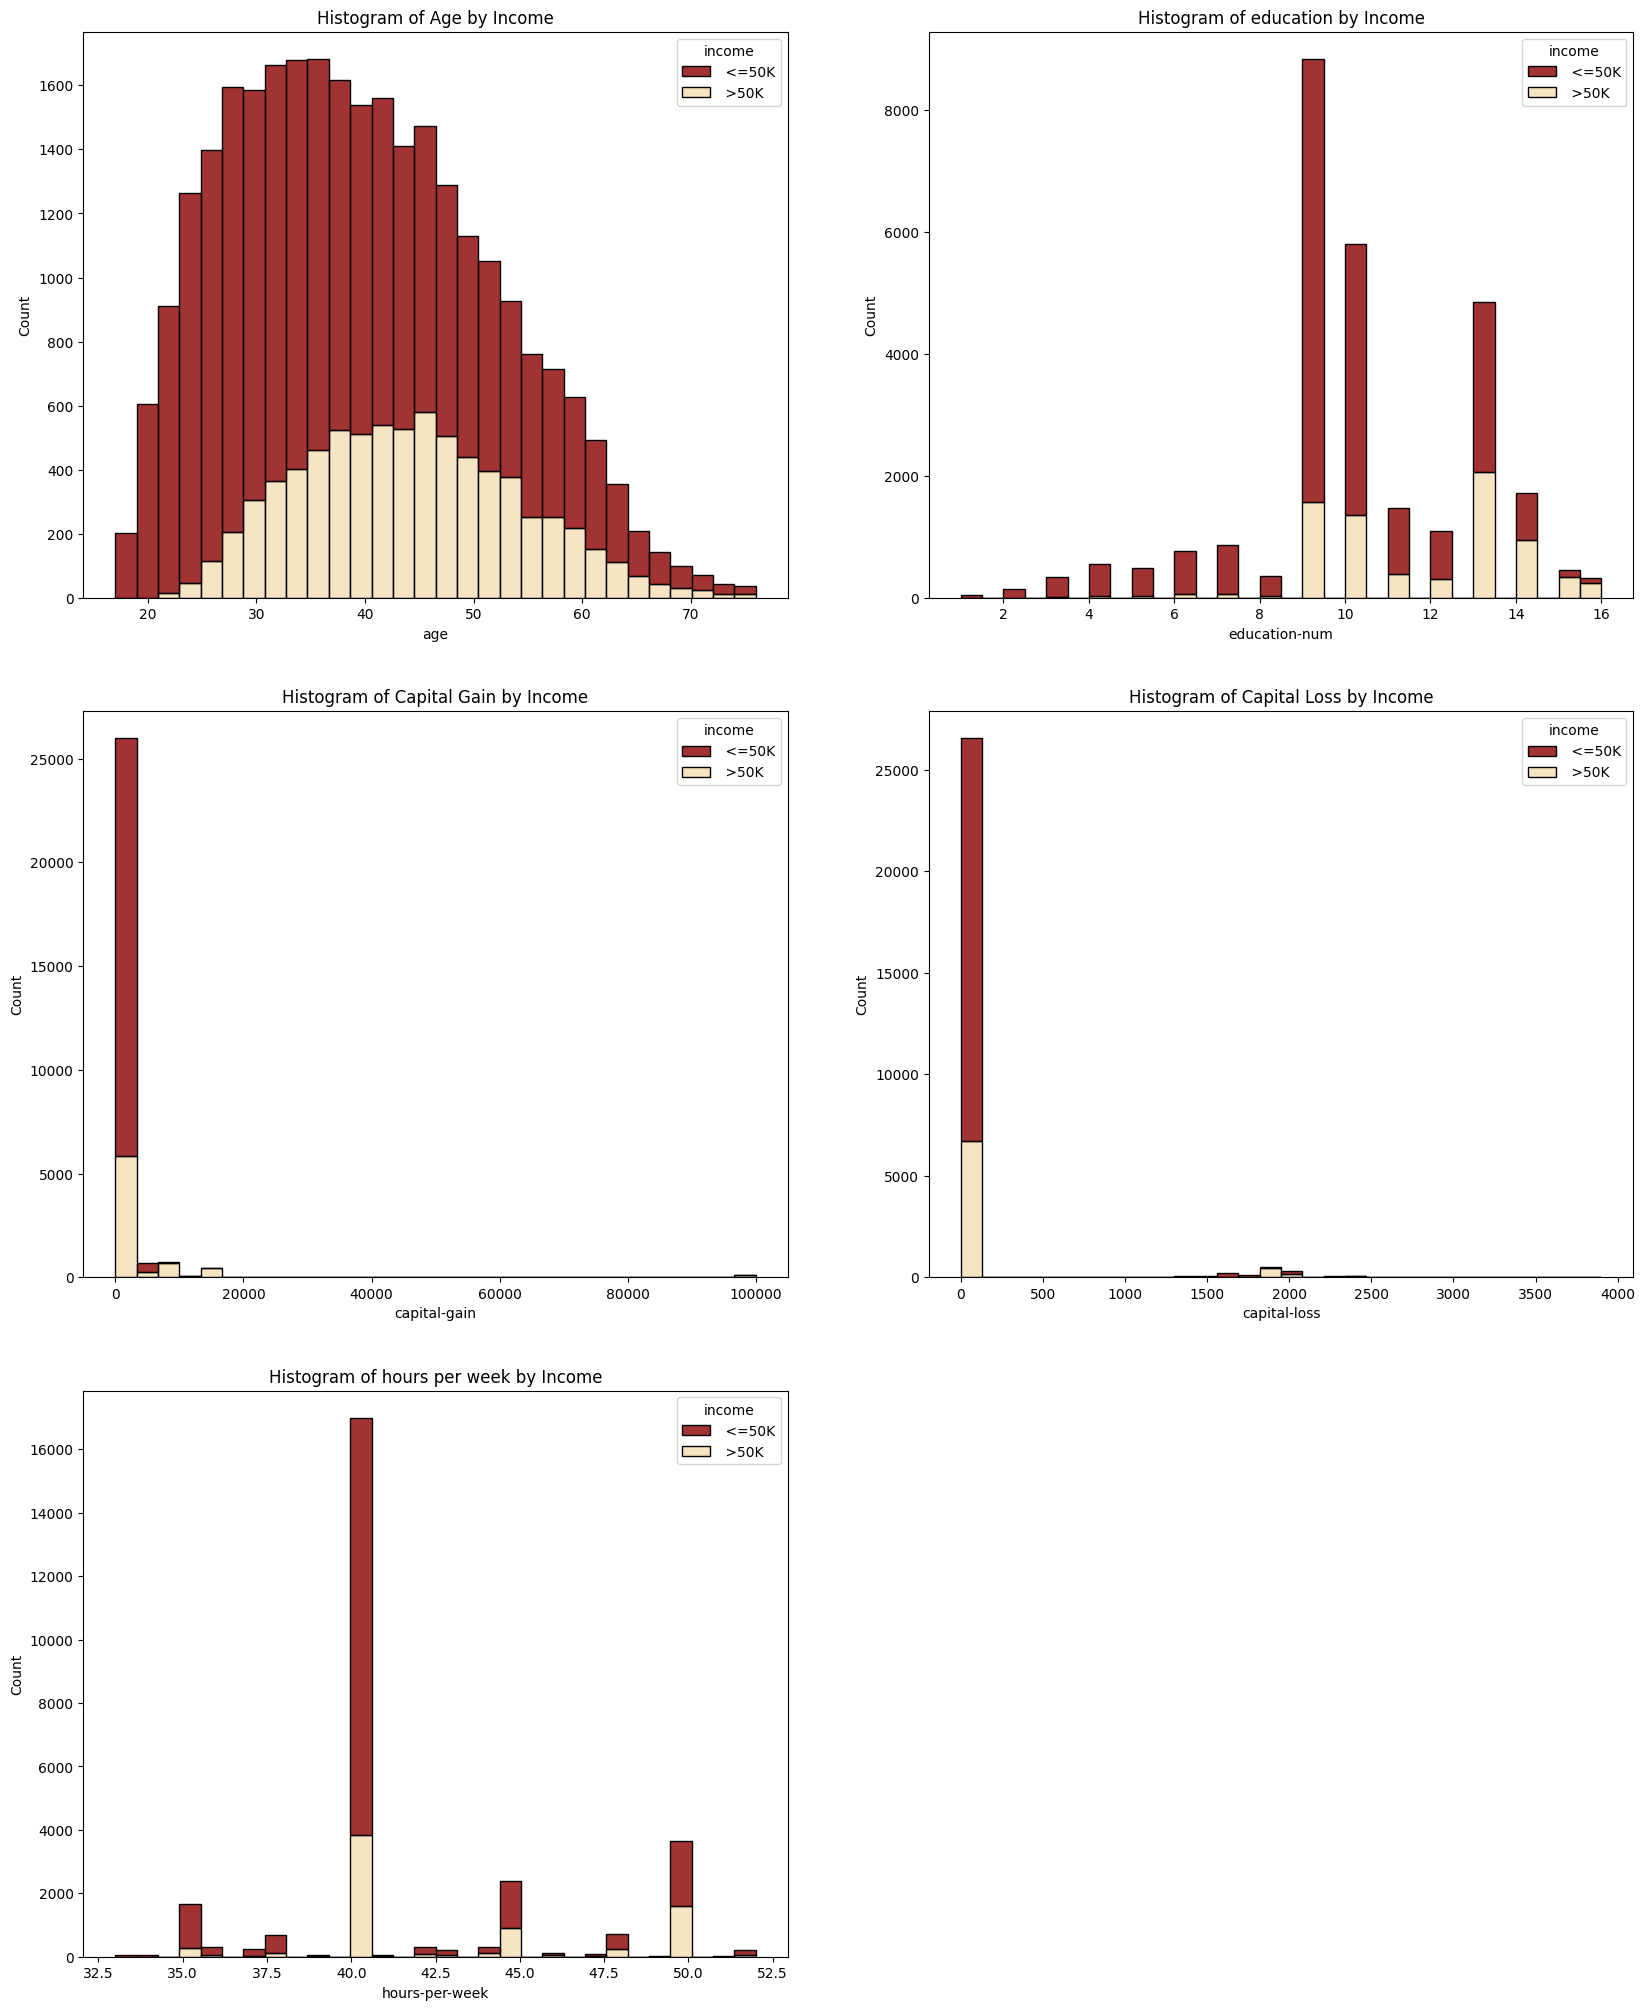 Histogram of Age by Income
income
<=50K
>50K
1600
1400
1200
1000
800
600
400
200
0
Count
20 30 40 50 60 70
age
Histogram of education by Income
income
<=50K
>50K
8000
6000
4000
2000
0
Count
2 4 6 8 10 12 14 16
education-num
Histogram of Capital Gain by Income
income
<=50K
>50K
25000
20000
15000
10000
5000
0
Count
0 20000 40000 60000 80000 100000
capital-gain
Histogram of Capital Loss by Income
income
<=50K
>50K
25000
20000
15000
10000
5000
0
Count
0 500 1000 1500 2000 2500 3000 3500 4000
capital-loss
Histogram of hours per week by Income
income
<=50K
>50K
16000
14000
12000
10000
8000
6000
4000
2000
0
Count
32.5 35.0 37.5 40.0 42.5 45.0 47.5 50.0 52.5
hours-per-week